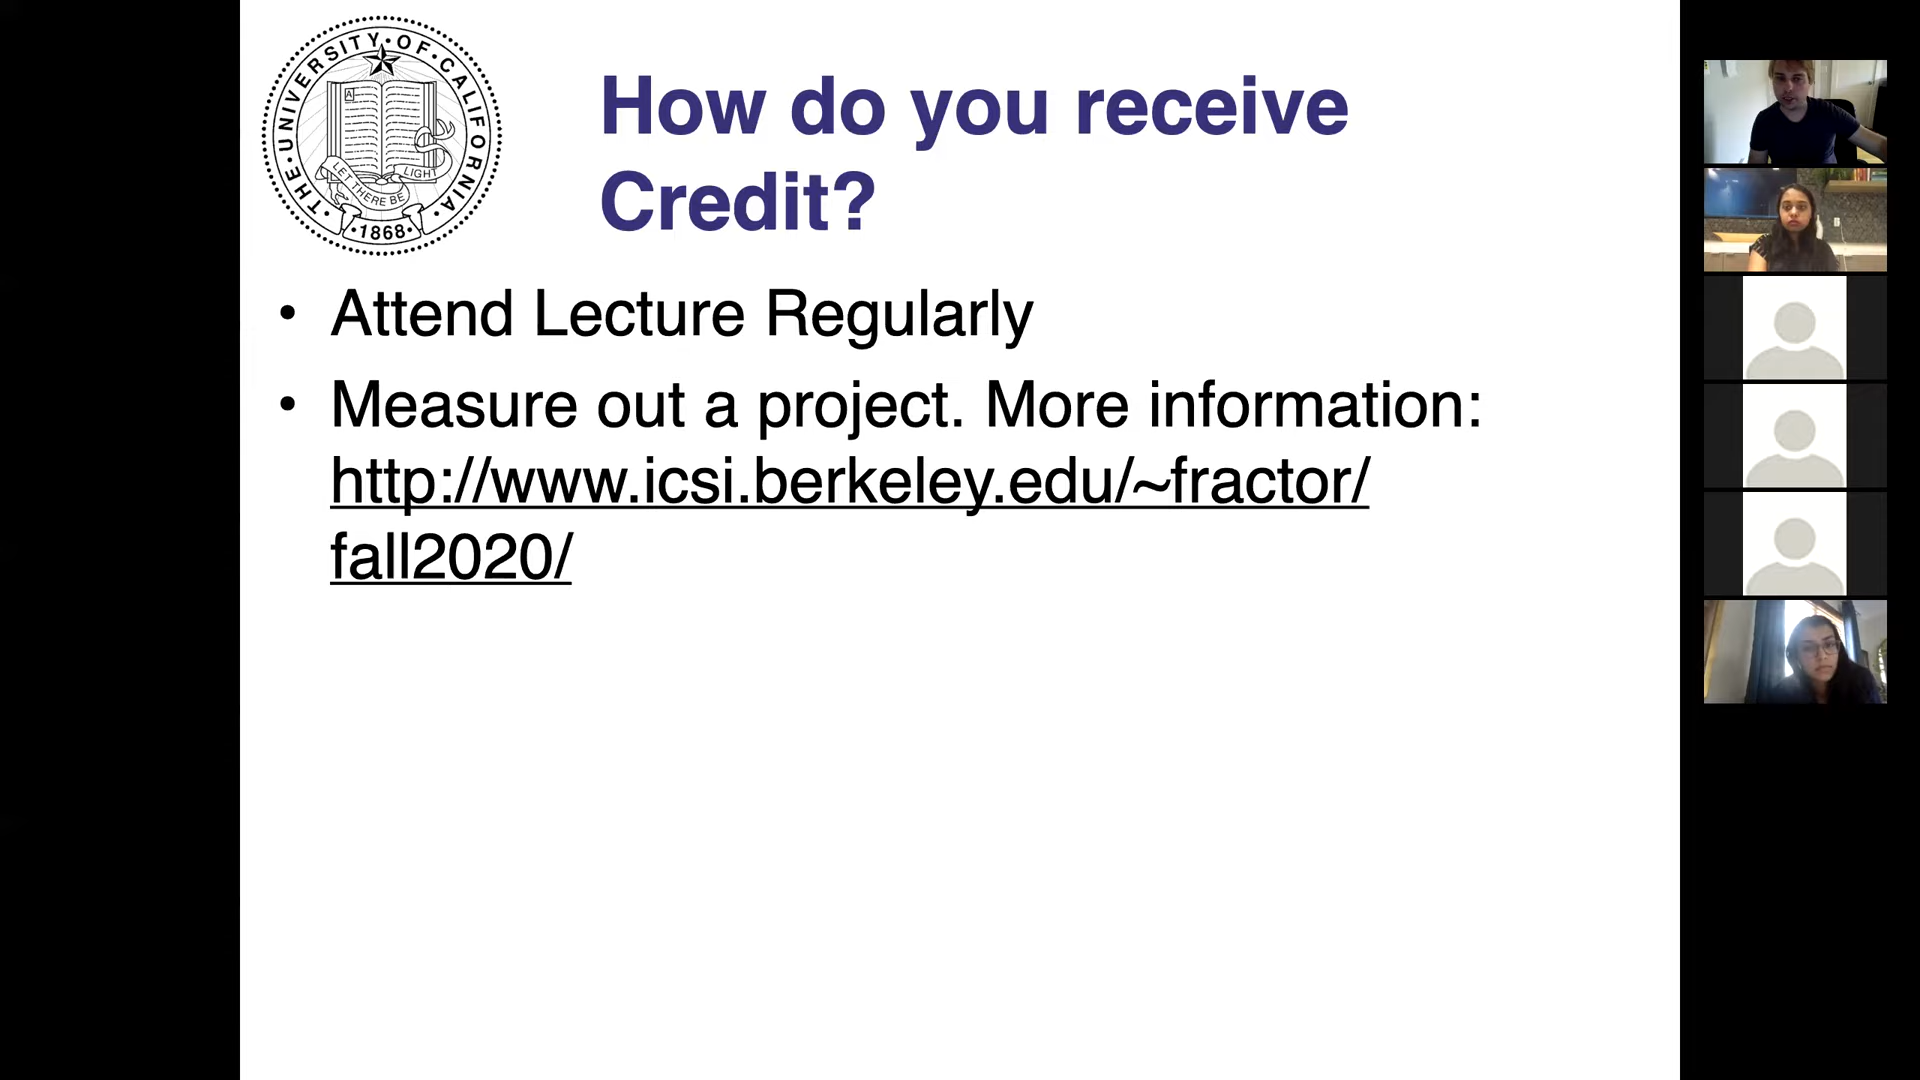 THE·UNIVERSITY·OF·CALIFORNIA·
A
LET THERE BE LIGHT
·1868·
How do you receive
Credit?
• Attend Lecture Regularly
• Measure out a project. More information:
http://www.icsi.berkeley.edu/~fractor/
fall2020/